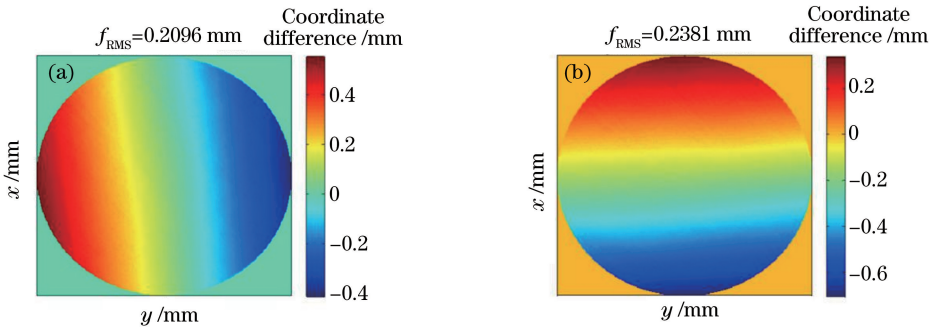 Coordinate
difference /mm
f_RMS=0.2096 mm
(a)
0.4
0.2
0
−0.2
−0.4
x /mm
y /mm
Coordinate
difference /mm
f_RMS=0.2381 mm
(b)
0.2
0
−0.2
−0.4
−0.6
x /mm
y /mm